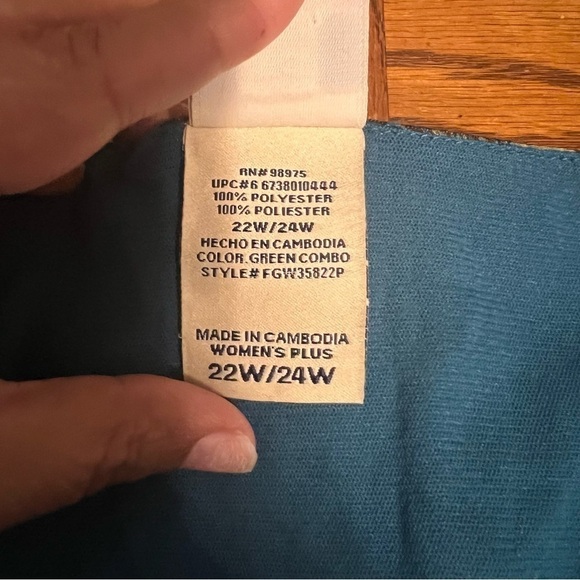 RN# 98975
UPC#6 6738010444
100% POLYESTER
100% POLIESTER
22W/24W
HECHO EN CAMBODIA
COLOR.GREEN COMBO
STYLE# FGW35822P
MADE IN CAMBODIA
WOMEN'S PLUS
22W/24W